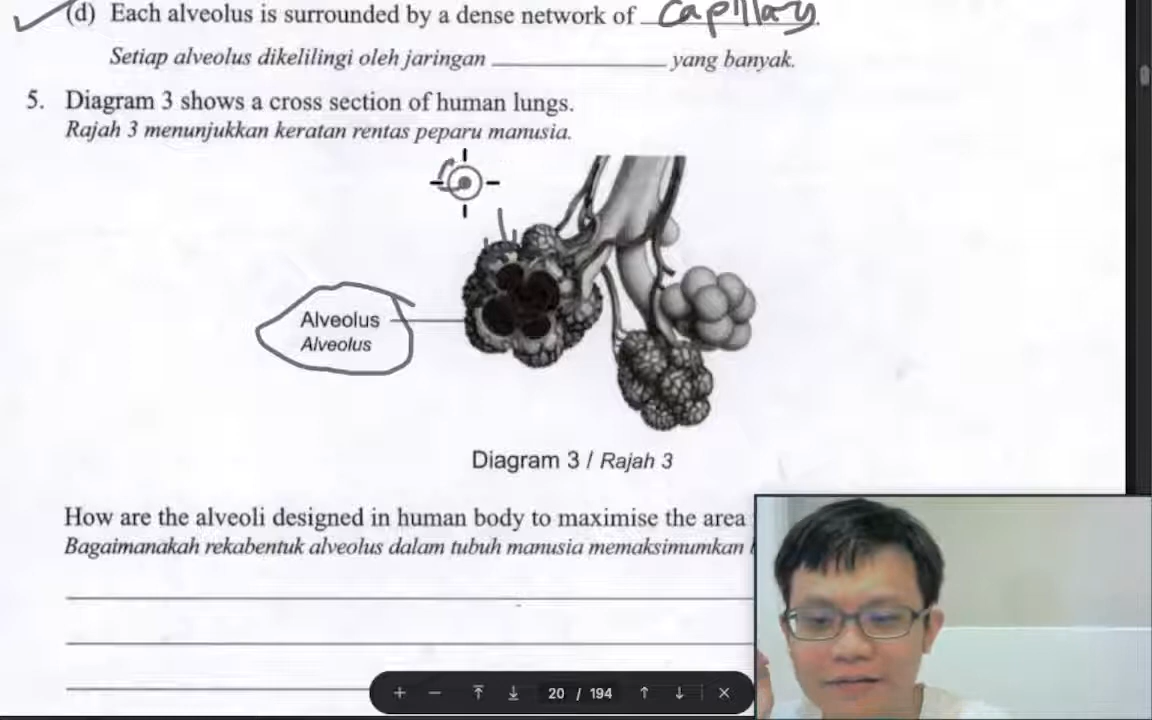 (d) Each alveolus is surrounded by a dense network of capillary.
Setiap alveolus dikelilingi oleh jaringan ____________ yang banyak.
5. Diagram 3 shows a cross section of human lungs.
Rajah 3 menunjukkan keratan rentas peparu manusia.
Alveolus
Alveolus
Diagram 3 / Rajah 3
How are the alveoli designed in human body to maximise the area
Bagaimanakah rekabentuk alveolus dalam tubuh manusia memaksimumkan
20 / 194